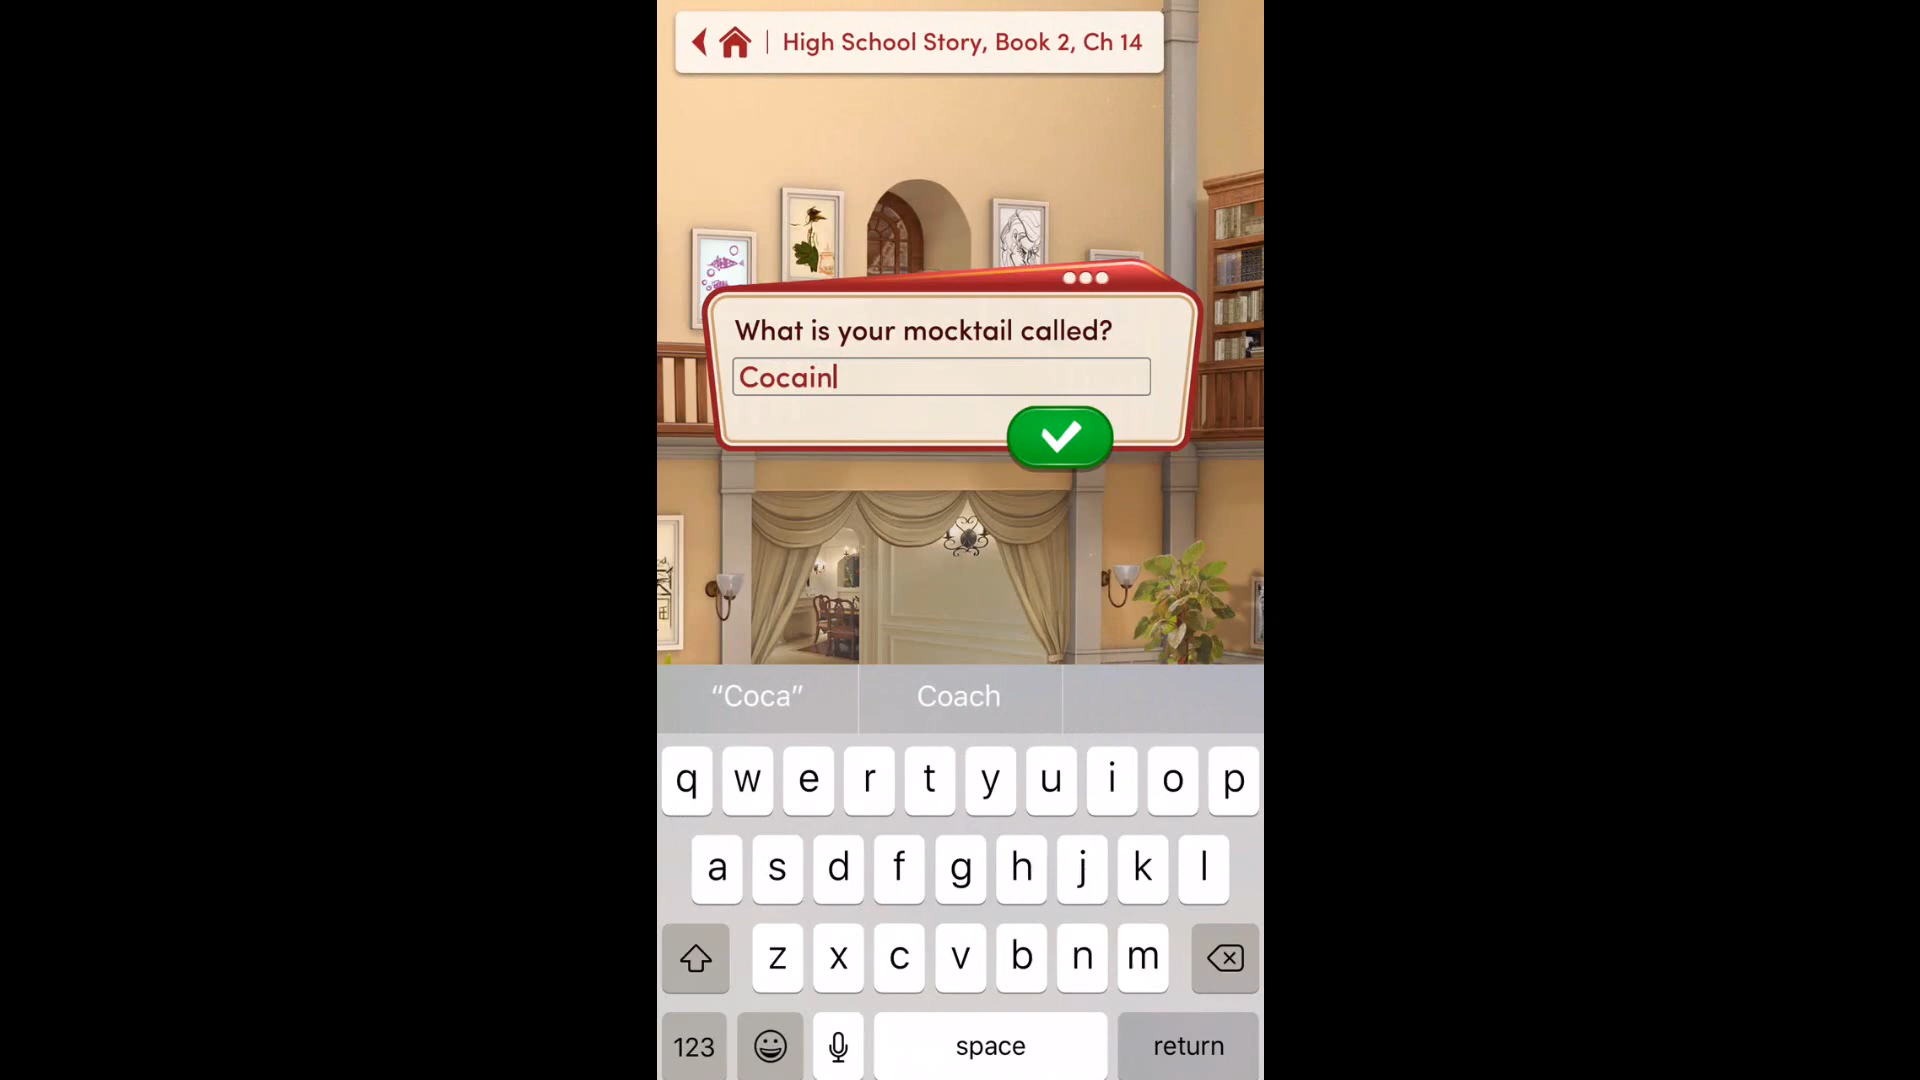 High School Story, Book 2, Ch 14
What is your mocktail called?
Cocain
“Coca” Coach
q w e r t y u i o p
a s d f g h j k l
z x c v b n m
123 space return